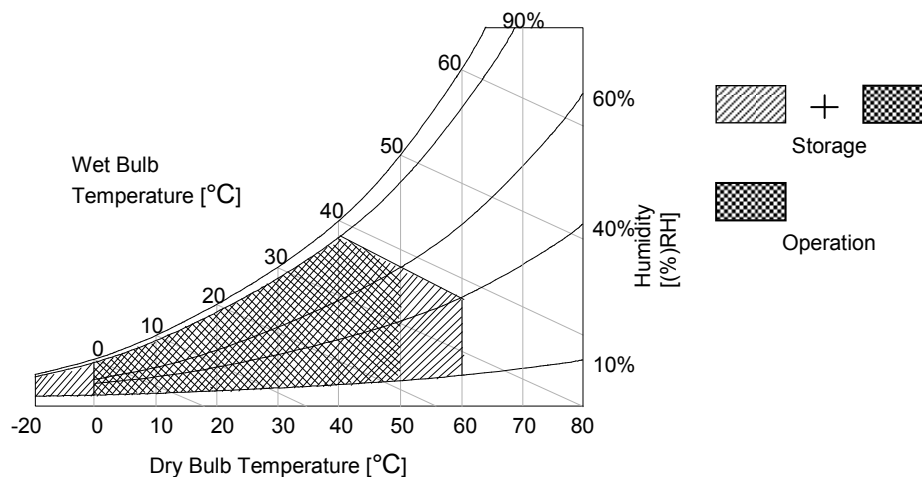 90%
60
60%
+
Storage
50
Wet Bulb
Temperature [°C]
40
40%
Humidity
[(%)RH]
Operation
30
20
10
0
10%
-20 0 10 20 30 40 50 60 70 80
Dry Bulb Temperature [°C]